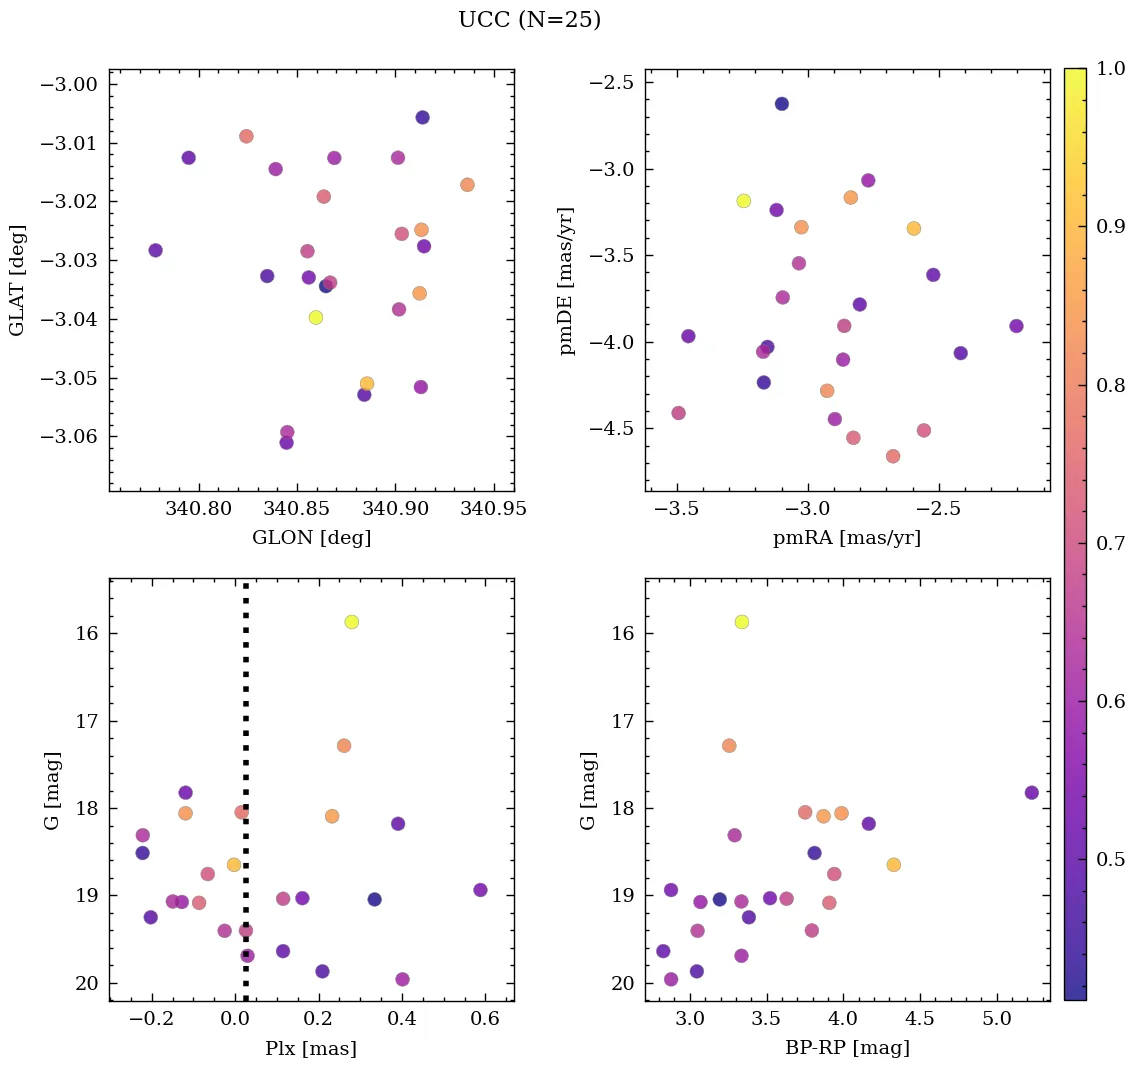 UCC (N=25)
−3.00
−3.01
−3.02
−3.03
−3.04
−3.05
−3.06
GLAT [deg]
340.80 340.85 340.90 340.95
GLON [deg]
−2.5
−3.0
−3.5
−4.0
−4.5
pmDE [mas/yr]
−3.5 −3.0 −2.5
pmRA [mas/yr]
1.0
0.9
0.8
0.7
0.6
0.5
16
17
18
19
20
G [mag]
−0.2 0.0 0.2 0.4 0.6
Plx [mas]
16
17
18
19
20
G [mag]
3.0 3.5 4.0 4.5 5.0
BP-RP [mag]